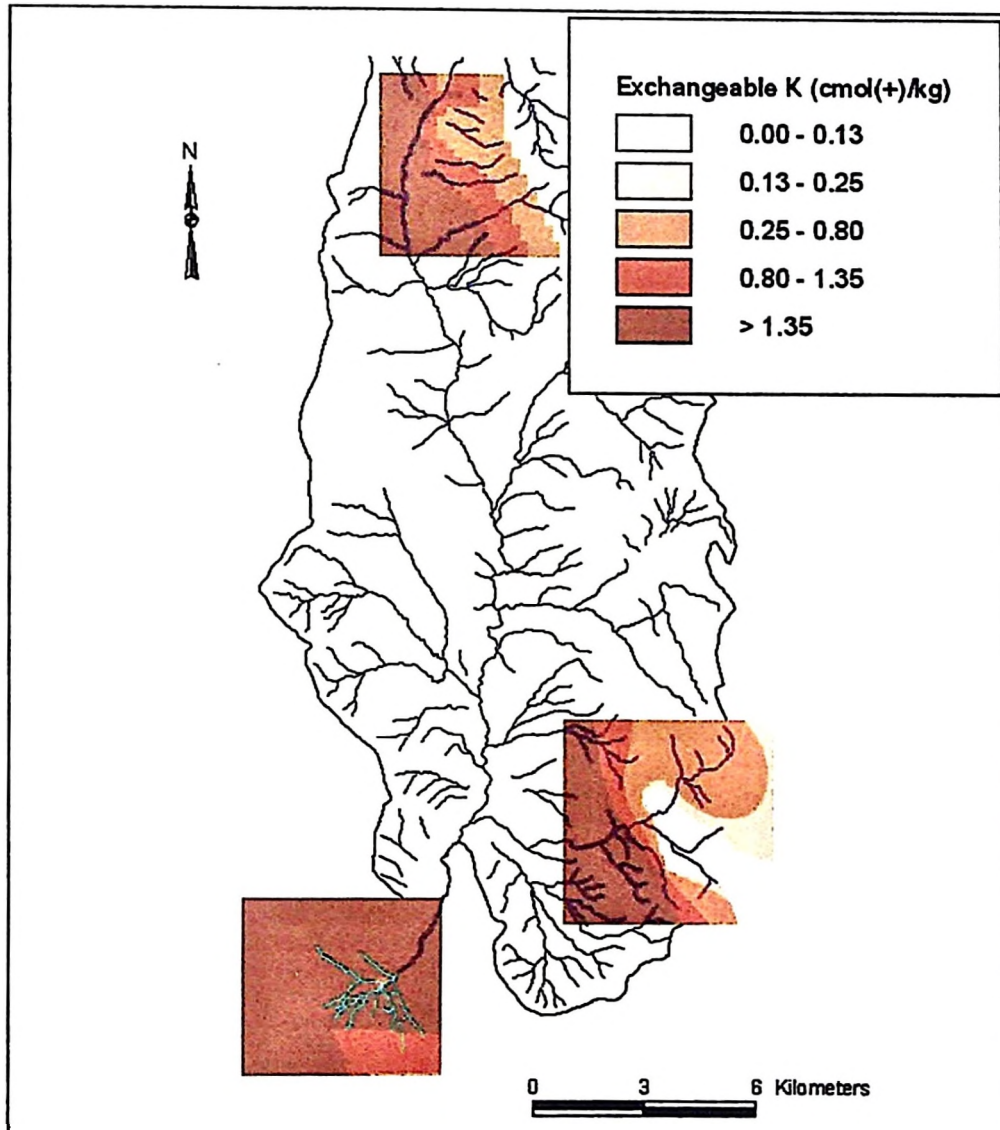 N
Exchangeable K (cmol(+)/kg)
0.00 - 0.13
0.13 - 0.25
0.25 - 0.80
0.80 - 1.35
> 1.35
0 3 6 Kilometers